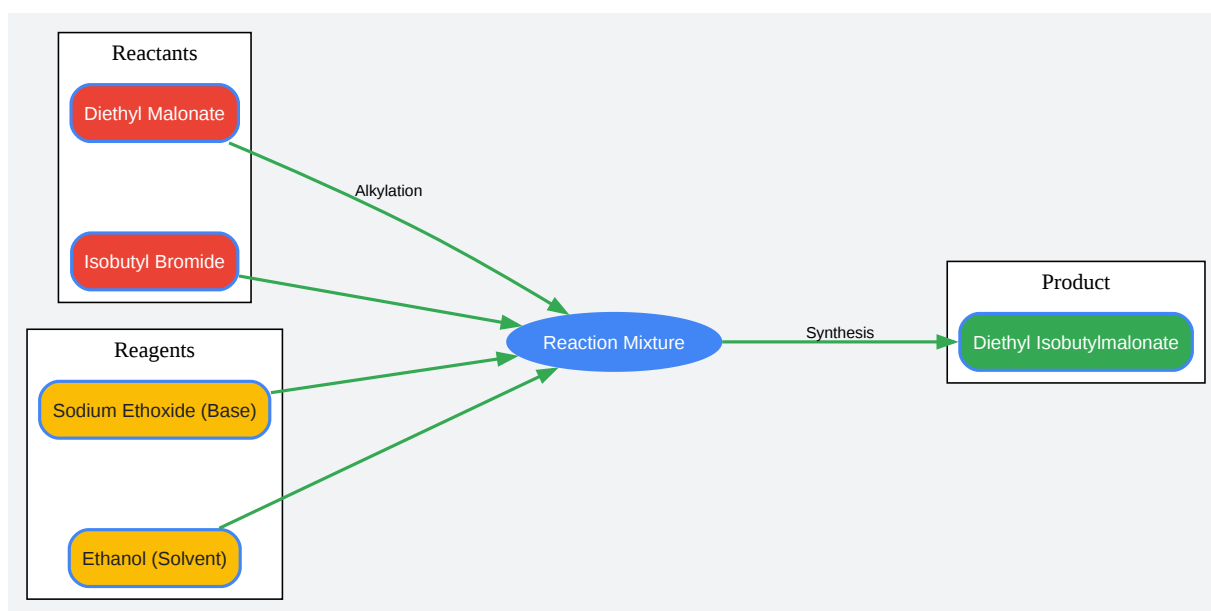 Reactants
Diethyl Malonate
Alkylation
Isobutyl Bromide
Reagents
Sodium Ethoxide (Base)
Ethanol (Solvent)
Reaction Mixture
Synthesis
Product
Diethyl Isobutylmalonate